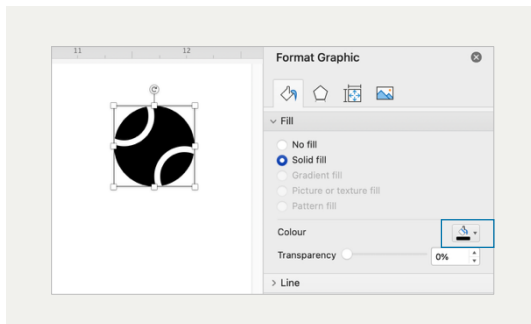 11 12
Format Graphic
Fill
No fill
Solid fill
Gradient fill
Picture or texture fill
Pattern fill
Colour
Transparency 0%
Line